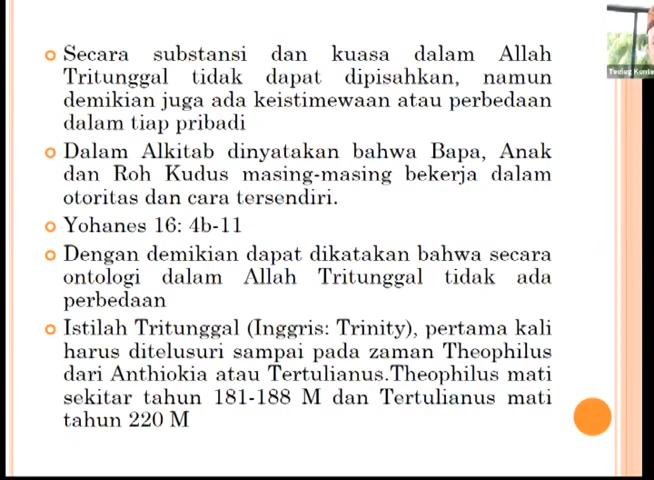 Secara substansi dan kuasa dalam Allah
Tritunggal tidak dapat dipisahkan, namun
demikian juga ada keistimewaan atau perbedaan
dalam tiap pribadi
Dalam Alkitab dinyatakan bahwa Bapa, Anak
dan Roh Kudus masing-masing bekerja dalam
otoritas dan cara tersendiri.
Yohanes 16: 4b-11
Dengan demikian dapat dikatakan bahwa secara
ontologi dalam Allah Tritunggal tidak ada
perbedaan
Istilah Tritunggal (Inggris: Trinity), pertama kali
harus ditelusuri sampai pada zaman Theophilus
dari Anthiokia atau Tertulianus.Theophilus mati
sekitar tahun 181-188 M dan Tertulianus mati
tahun 220 M